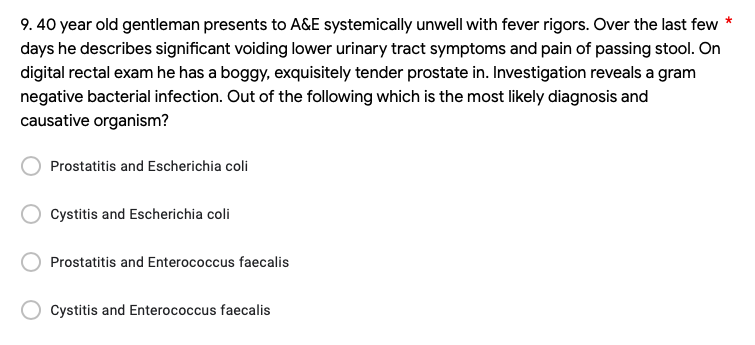 9. 40 year old gentleman presents to A&E systemically unwell with fever rigors. Over the last few *
days he describes significant voiding lower urinary tract symptoms and pain of passing stool. On
digital rectal exam he has a boggy, exquisitely tender prostate in. Investigation reveals a gram
negative bacterial infection. Out of the following which is the most likely diagnosis and
causative organism?
Prostatitis and Escherichia coli
Cystitis and Escherichia coli
Prostatitis and Enterococcus faecalis
Cystitis and Enterococcus faecalis